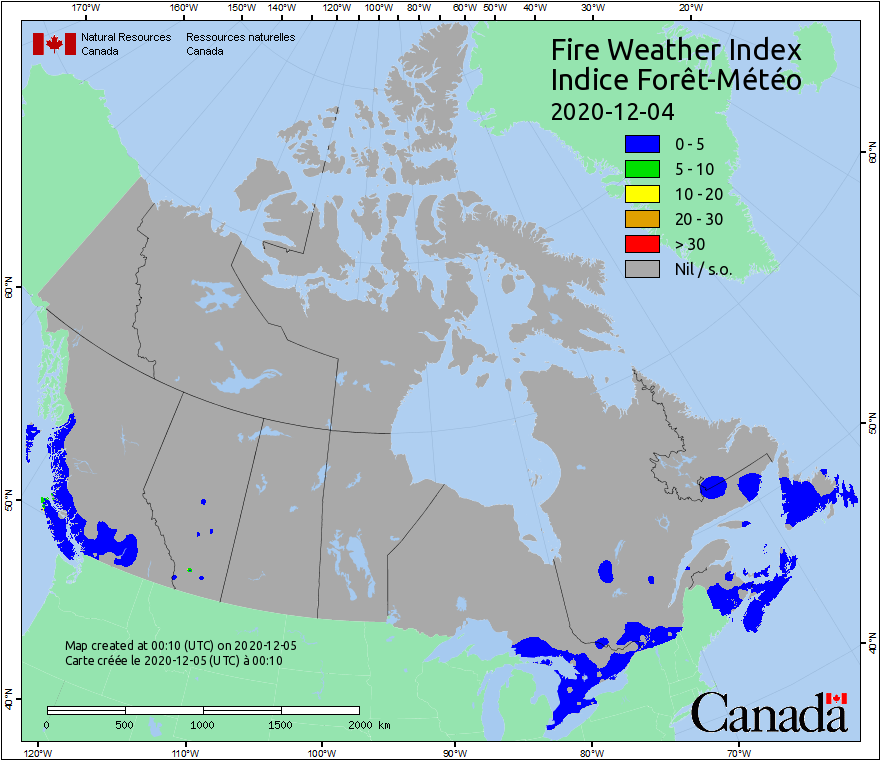 170°W 160°W 150°W 140°W 130°W 120°W 110°W 100°W 90°W 80°W 60°W 50°W 40°W 30°W 20°W
Natural Resources Ressources naturelles
Canada Canada
Fire Weather Index
Indice Forêt-Météo
2020-12-04
0 - 5
5 - 10
10 - 20
20 - 30
> 30
Nil / s.o.
60°N
60°N
50°N
50°N
40°N
40°N
Map created at 00:10 (UTC) on 2020-12-05
Carte créée le 2020-12-05 (UTC) à 00:10
0 500 1000 1500 2000 km
Canada
120°W 110°W 100°W 90°W 80°W 70°W